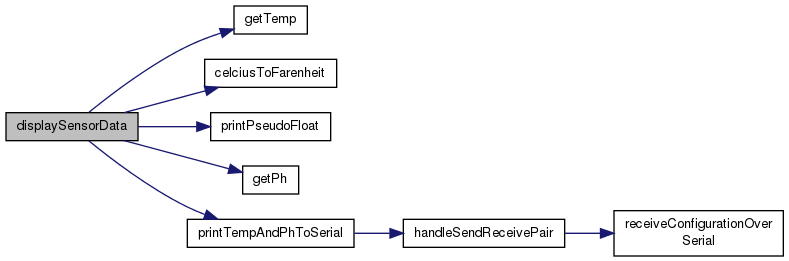 getTemp
celciusToFarenheit
displaySensorData
printPseudoFloat
getPh
printTempAndPhToSerial
handleSendReceivePair
receiveConfigurationOver
Serial